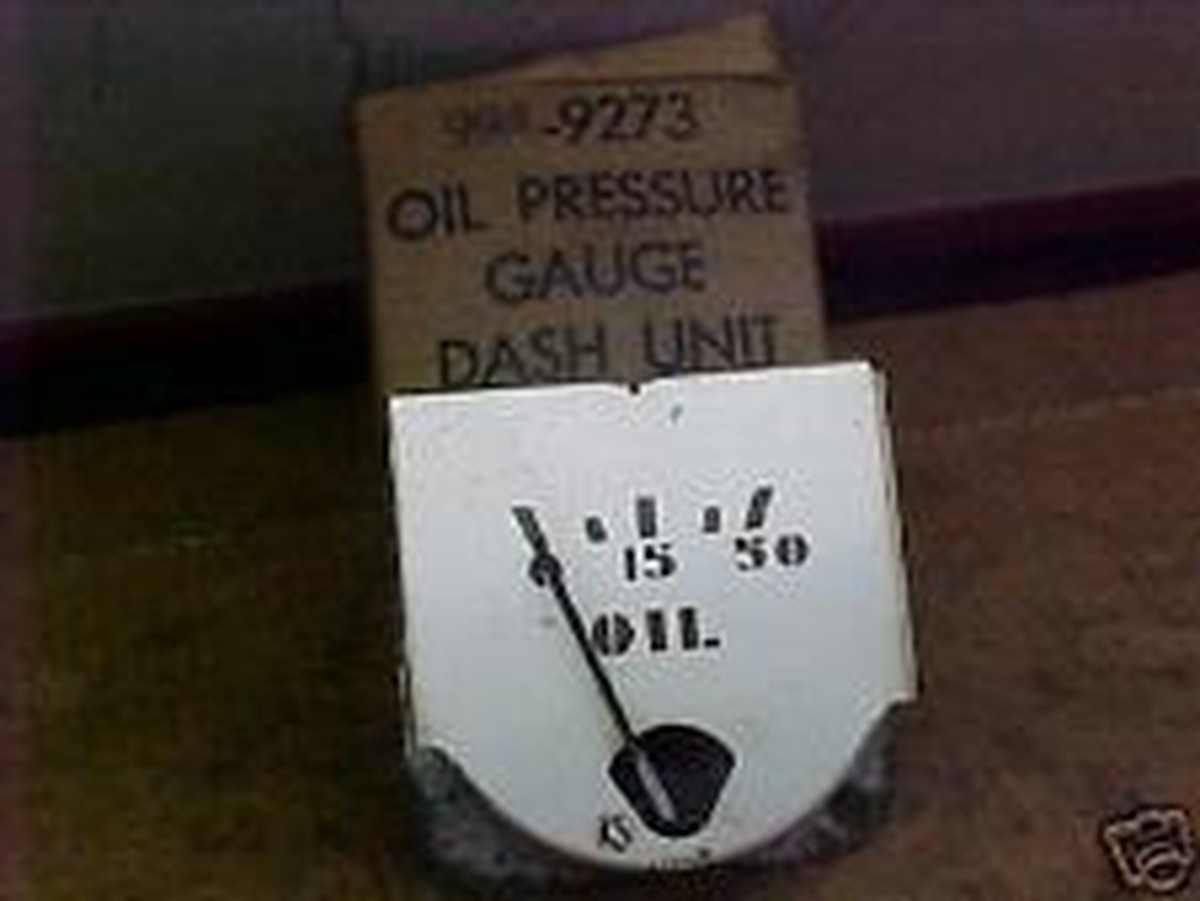 -9273
OIL PRESSURE
GAUGE
DASH UNIT
15 50
OIL